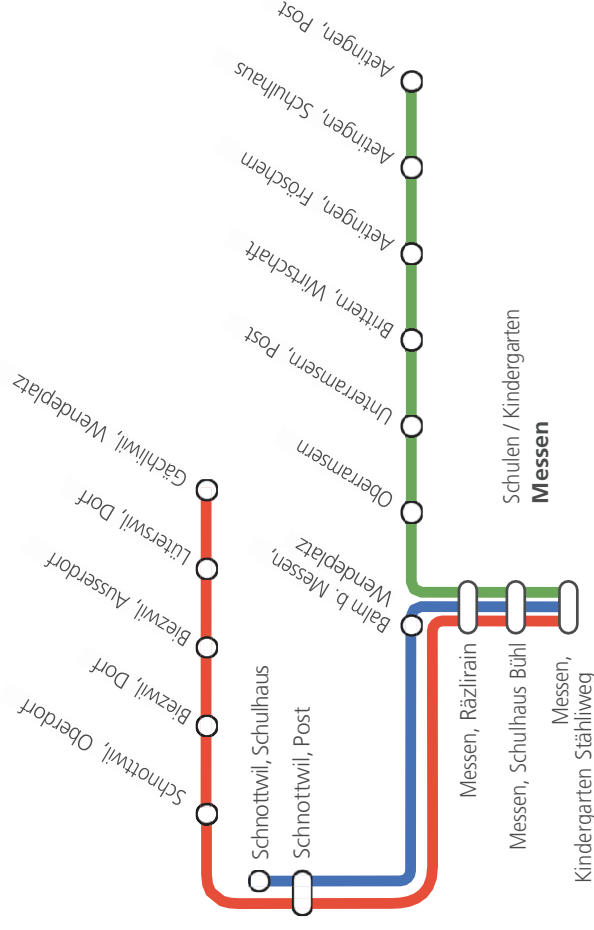 Aetingen, Post
Aetingen, Schulhaus
Aetingen, Fröschern
Brittern, Wirtschaft
Unterramsern, Post
Oberramsern
Balm b. Messen,
Wendeplatz
Gächliwil, Wendeplatz
Lüterswil, Dorf
Biezwil, Ausserdorf
Biezwil, Dorf
Schnottwil, Oberdorf
Schnottwil, Schulhaus
Schnottwil, Post
Messen, Räzlirain
Messen, Schulhaus Bühl
Messen,
Kindergarten Stähliweg
Schulen / Kindergarten
Messen